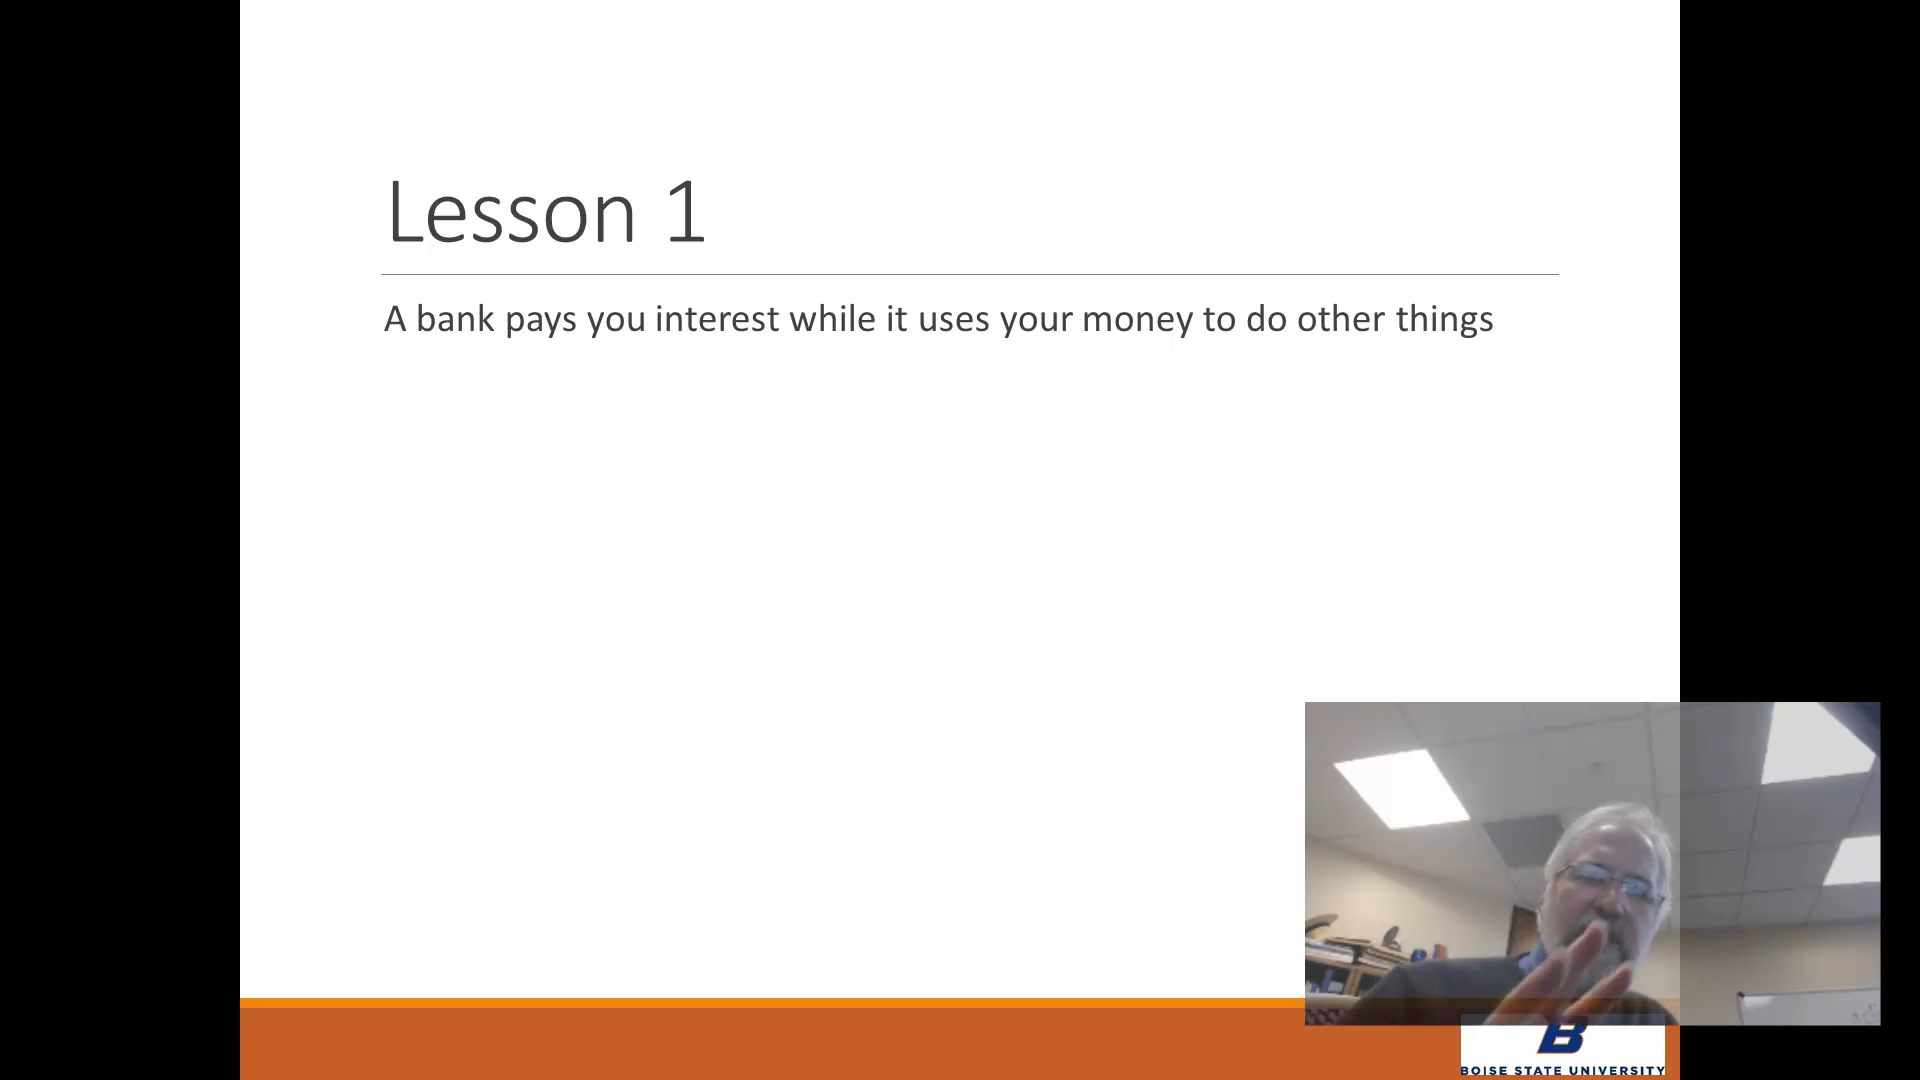 Lesson 1
A bank pays you interest while it uses your money to do other things
B
BOISE STATE UNIVERSITY